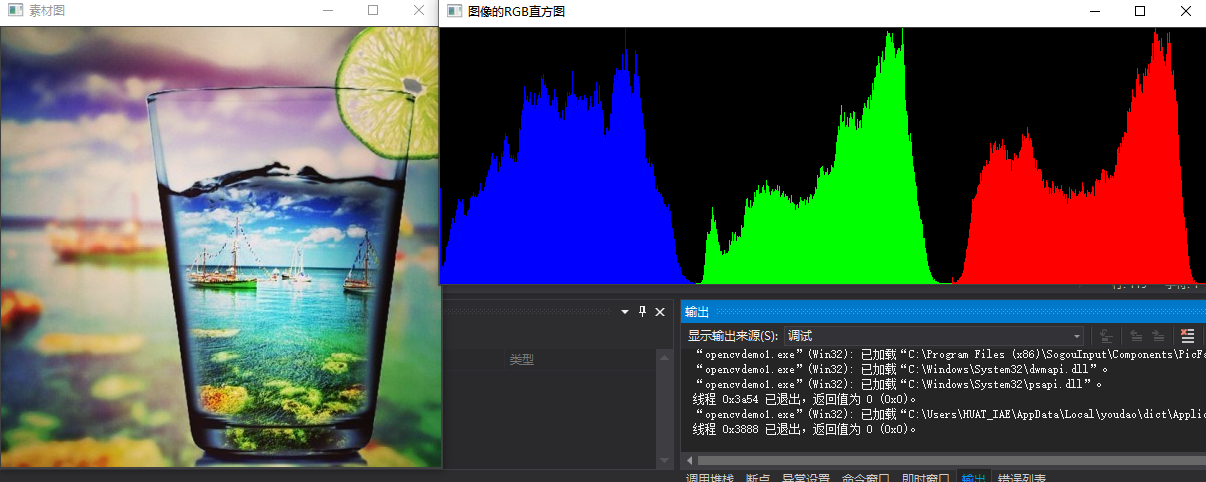 素材图
图像的RGB直方图
类型
输出
显示输出来源(S): 调试
“opencvdemo1.exe”(Win32): 已加载“C:\Program Files (x86)\SogouInput\Components\PicFa
“opencvdemo1.exe”(Win32): 已加载“C:\Windows\System32\dwmapi.dll”。
“opencvdemo1.exe”(Win32): 已加载“C:\Windows\System32\psapi.dll”。
线程 0x3a54 已退出，返回值为 0 (0x0)。
“opencvdemo1.exe”(Win32): 已加载“C:\Users\HUAT_IAE\AppData\Local\youdao\dict\Applic
线程 0x3888 已退出，返回值为 0 (0x0)。
调用堆栈 断点 异常设置 命令窗口 即时窗口 输出 错误列表